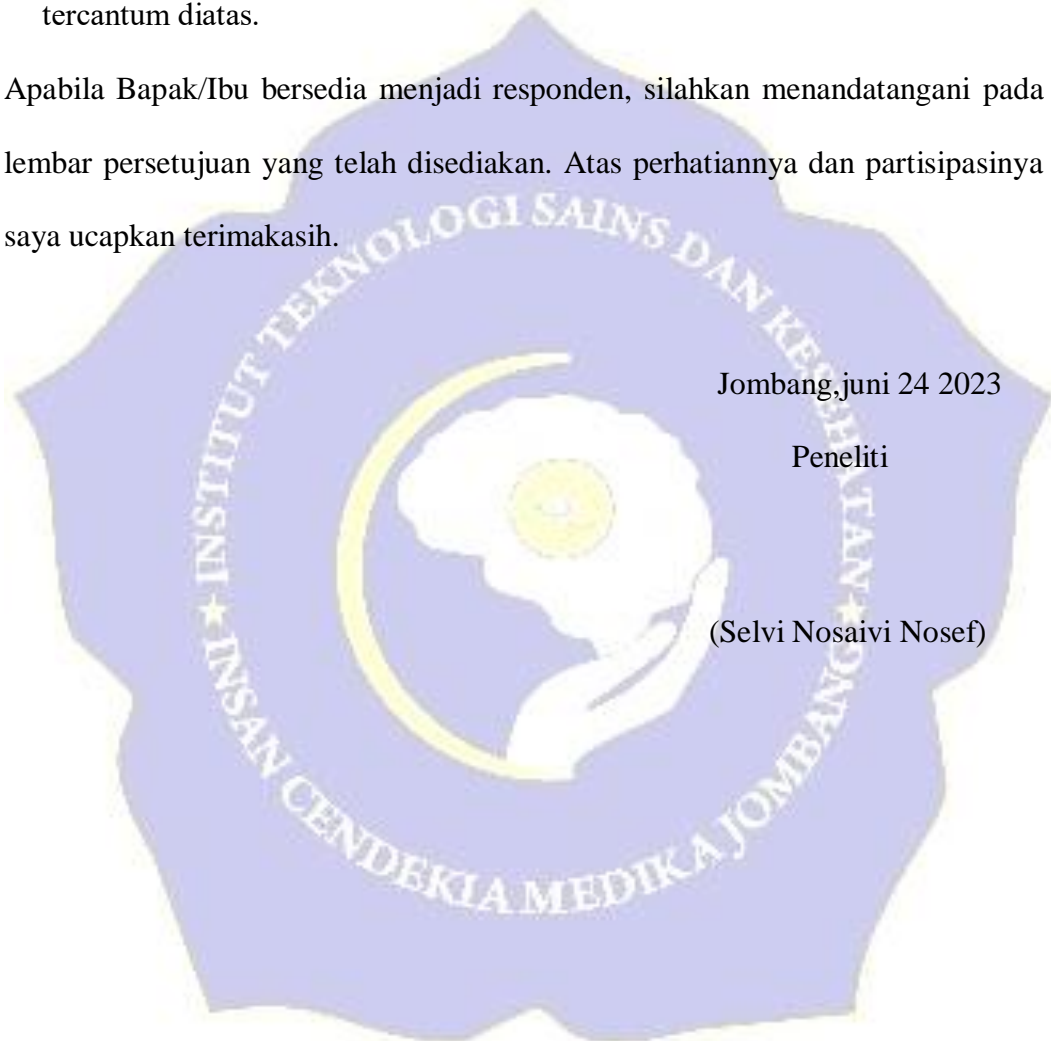 tercantum diatas.
Apabila Bapak/Ibu bersedia menjadi responden, silahkan menandatangani pada
lembar persetujuan yang telah disediakan. Atas perhatiannya dan partisipasinya
saya ucapkan terimakasih.
Jombang,juni 24 2023
Peneliti
(Selvi Nosaivi Nosef)
INSTITUT TEKNOLOGI SAINS DAN KESEHATAN
INSAN CENDEKIA MEDIKA JOMBANG